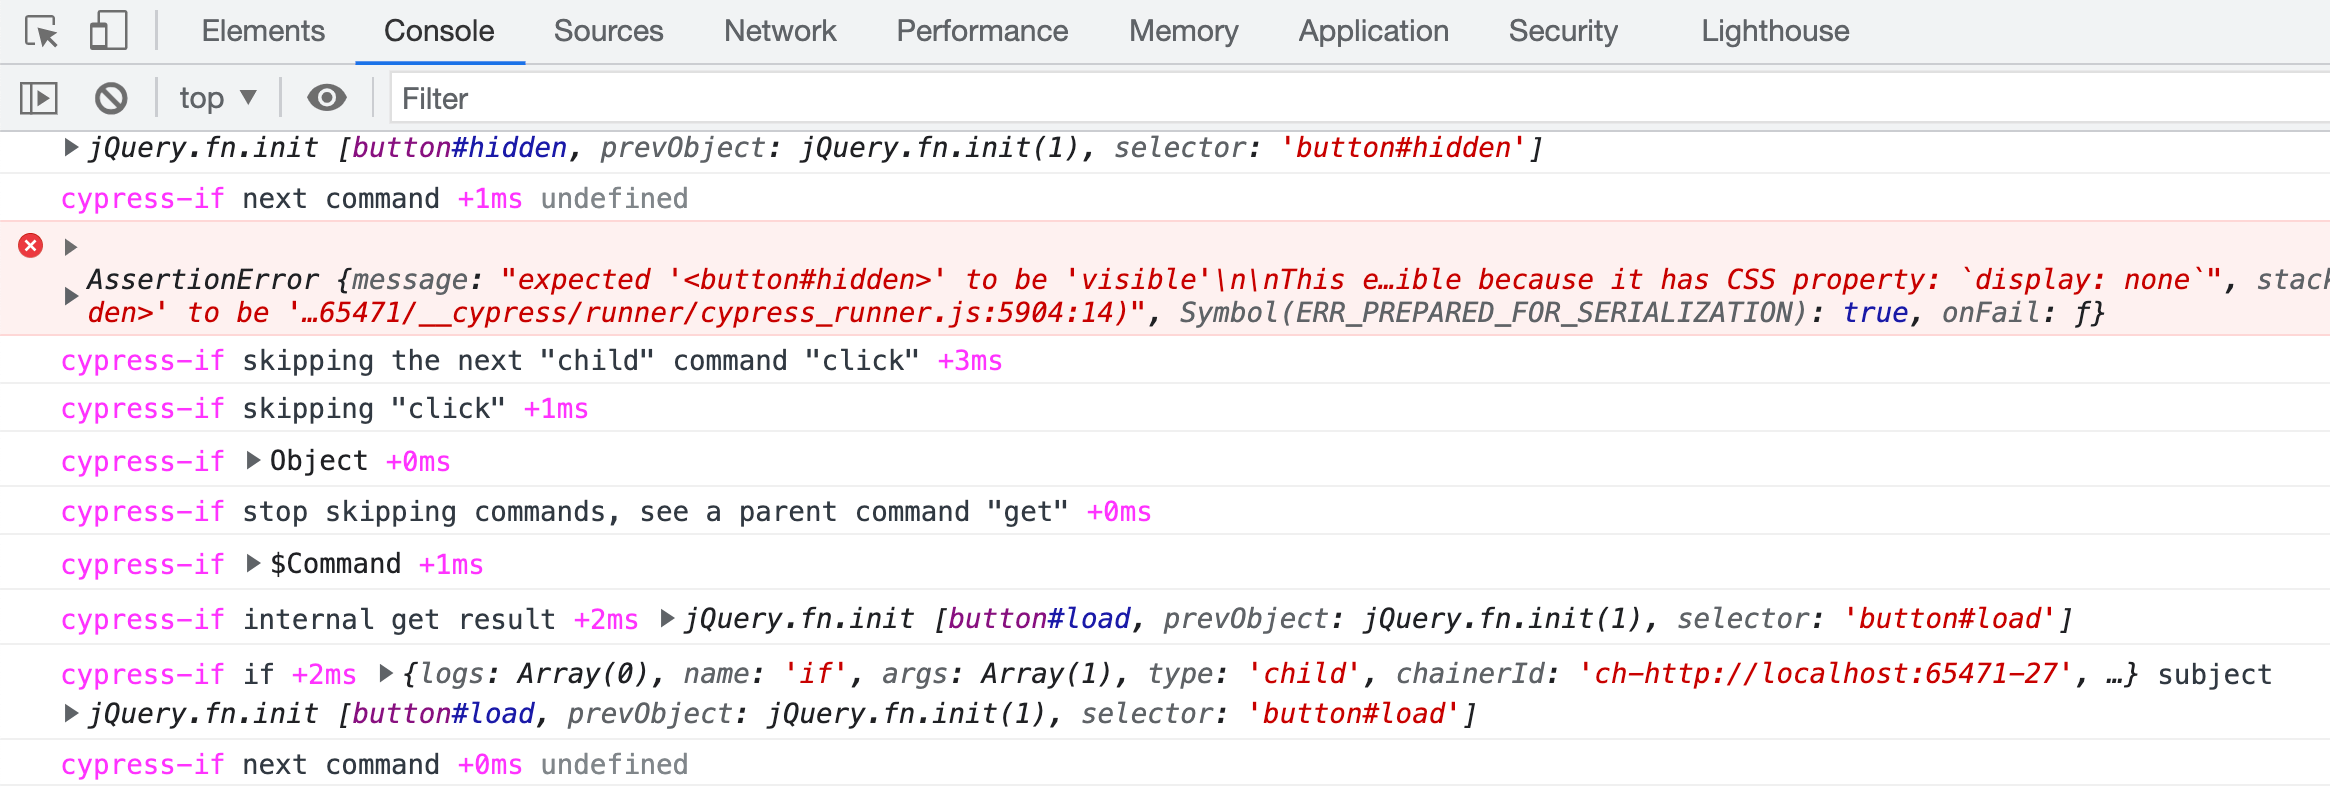 Elements Console Sources Network Performance Memory Application Security Lighthouse
top Filter
jQuery.fn.init [button#hidden, prevObject: jQuery.fn.init(1), selector: 'button#hidden']
cypress-if next command +1ms undefined
AssertionError {message: "expected '<button#hidden>' to be 'visible'\n\nThis e…ible because it has CSS property: `display: none`", stack
den>' to be '…65471/__cypress/runner/cypress_runner.js:5904:14)", Symbol(ERR_PREPARED_FOR_SERIALIZATION): true, onFail: ƒ}
cypress-if skipping the next "child" command "click" +3ms
cypress-if skipping "click" +1ms
cypress-if Object +0ms
cypress-if stop skipping commands, see a parent command "get" +0ms
cypress-if $Command +1ms
cypress-if internal get result +2ms jQuery.fn.init [button#load, prevObject: jQuery.fn.init(1), selector: 'button#load']
cypress-if if +2ms {logs: Array(0), name: 'if', args: Array(1), type: 'child', chainerId: 'ch-http://localhost:65471-27', …} subject
jQuery.fn.init [button#load, prevObject: jQuery.fn.init(1), selector: 'button#load']
cypress-if next command +0ms undefined